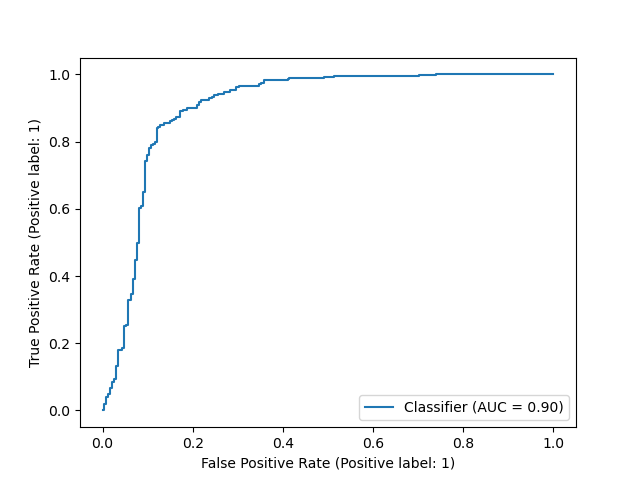 1.0
0.8
0.6
0.4
0.2
0.0
True Positive Rate (Positive label: 1)
Classifier (AUC = 0.90)
0.0 0.2 0.4 0.6 0.8 1.0
False Positive Rate (Positive label: 1)